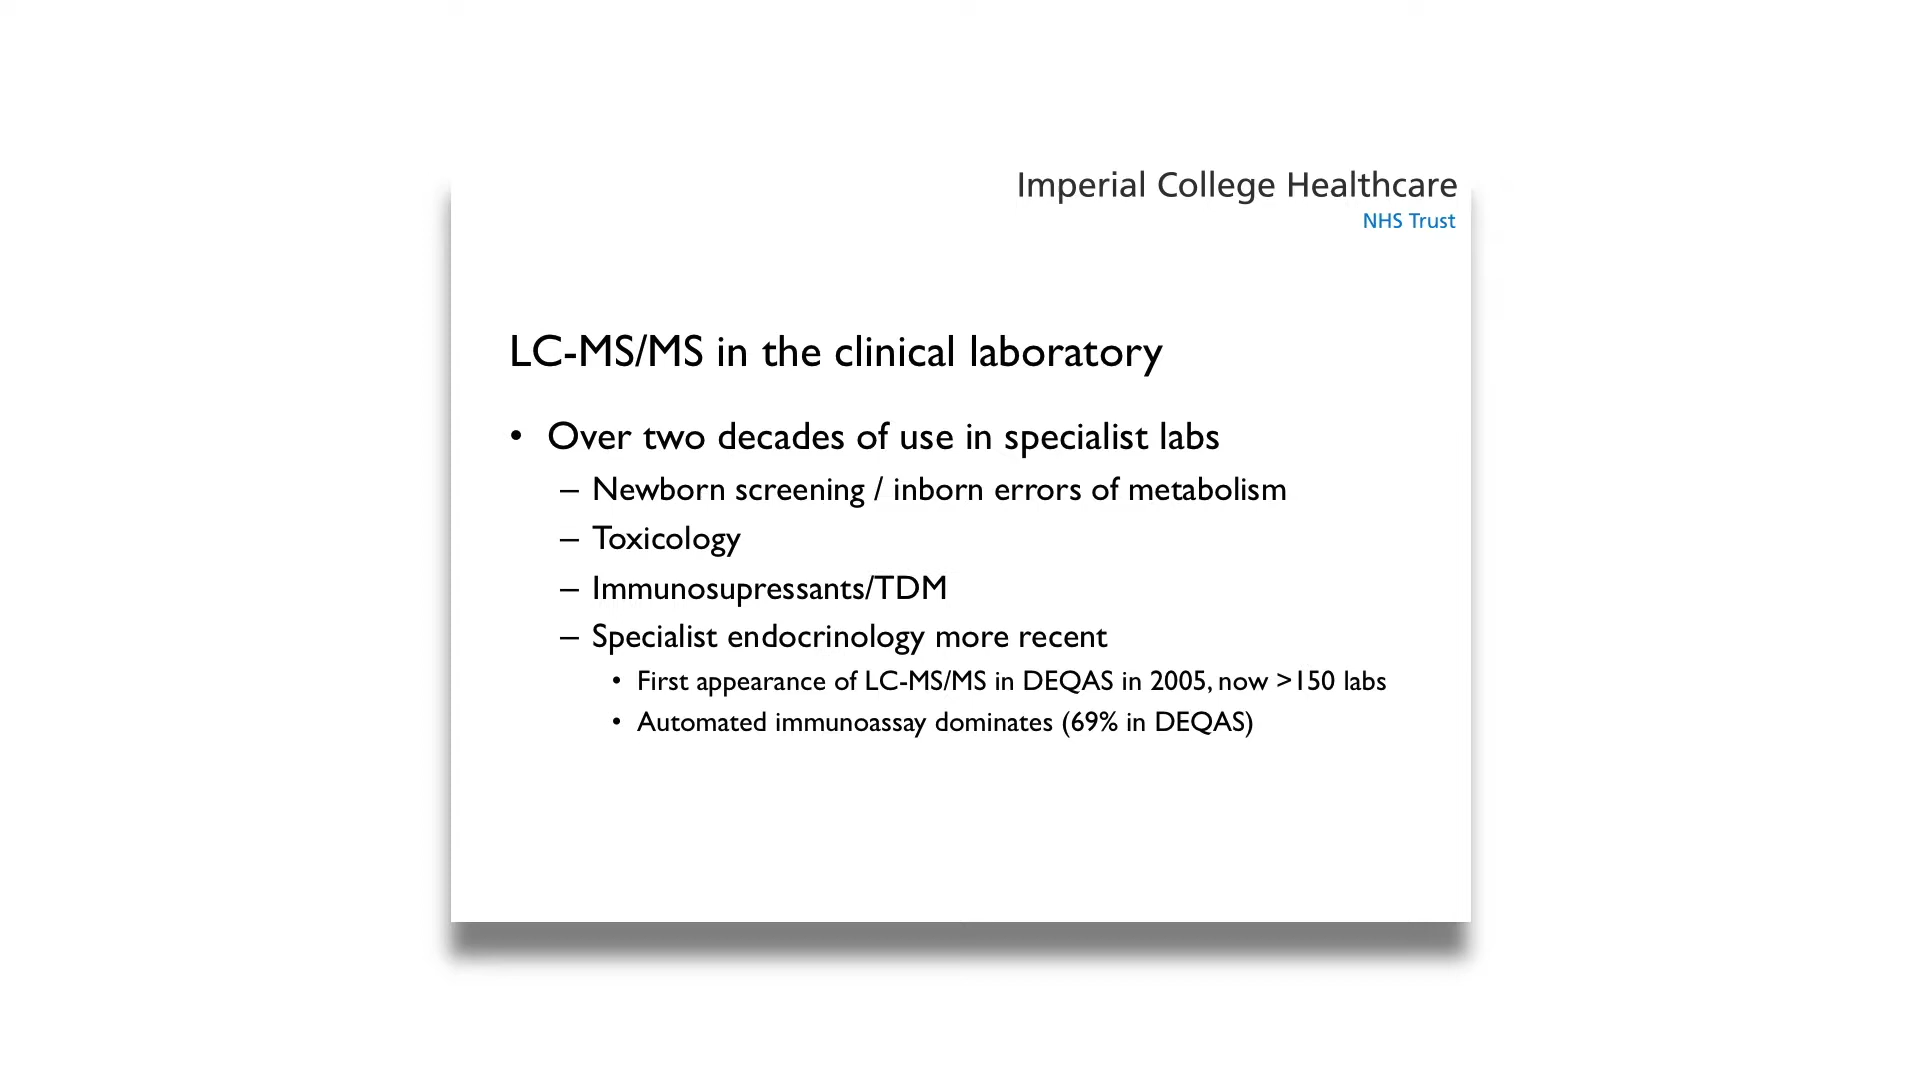 Imperial College Healthcare
NHS Trust
LC-MS/MS in the clinical laboratory
• Over two decades of use in specialist labs
– Newborn screening / inborn errors of metabolism
– Toxicology
– Immunosupressants/TDM
– Specialist endocrinology more recent
• First appearance of LC-MS/MS in DEQAS in 2005, now >150 labs
• Automated immunoassay dominates (69% in DEQAS)